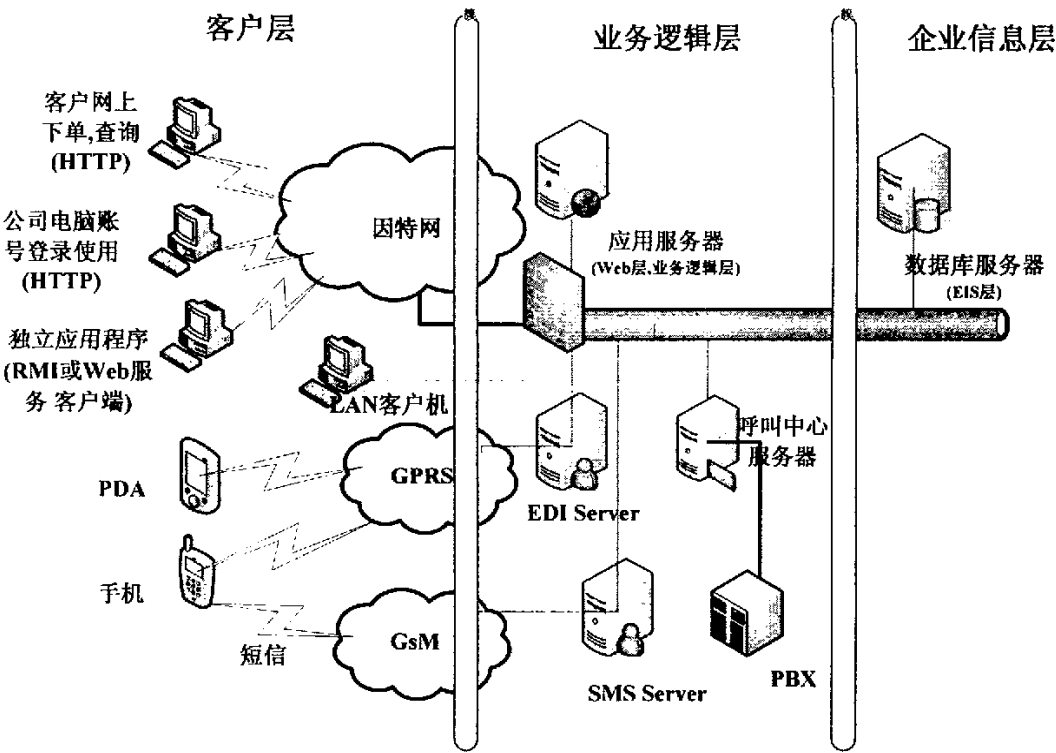 客户层
业务逻辑层
企业信息层
客户网上
下单,查询
(HTTP)
公司电脑账
号登录使用
(HTTP)
独立应用程序
(RMI或Web服
务 客户端)
因特网
LAN客户机
应用服务器
(Web层,业务逻辑层)
数据库服务器
(EIS层)
PDA
GPRS
EDI Server
呼叫中心
服务器
手机
短信
GsM
SMS Server
PBX